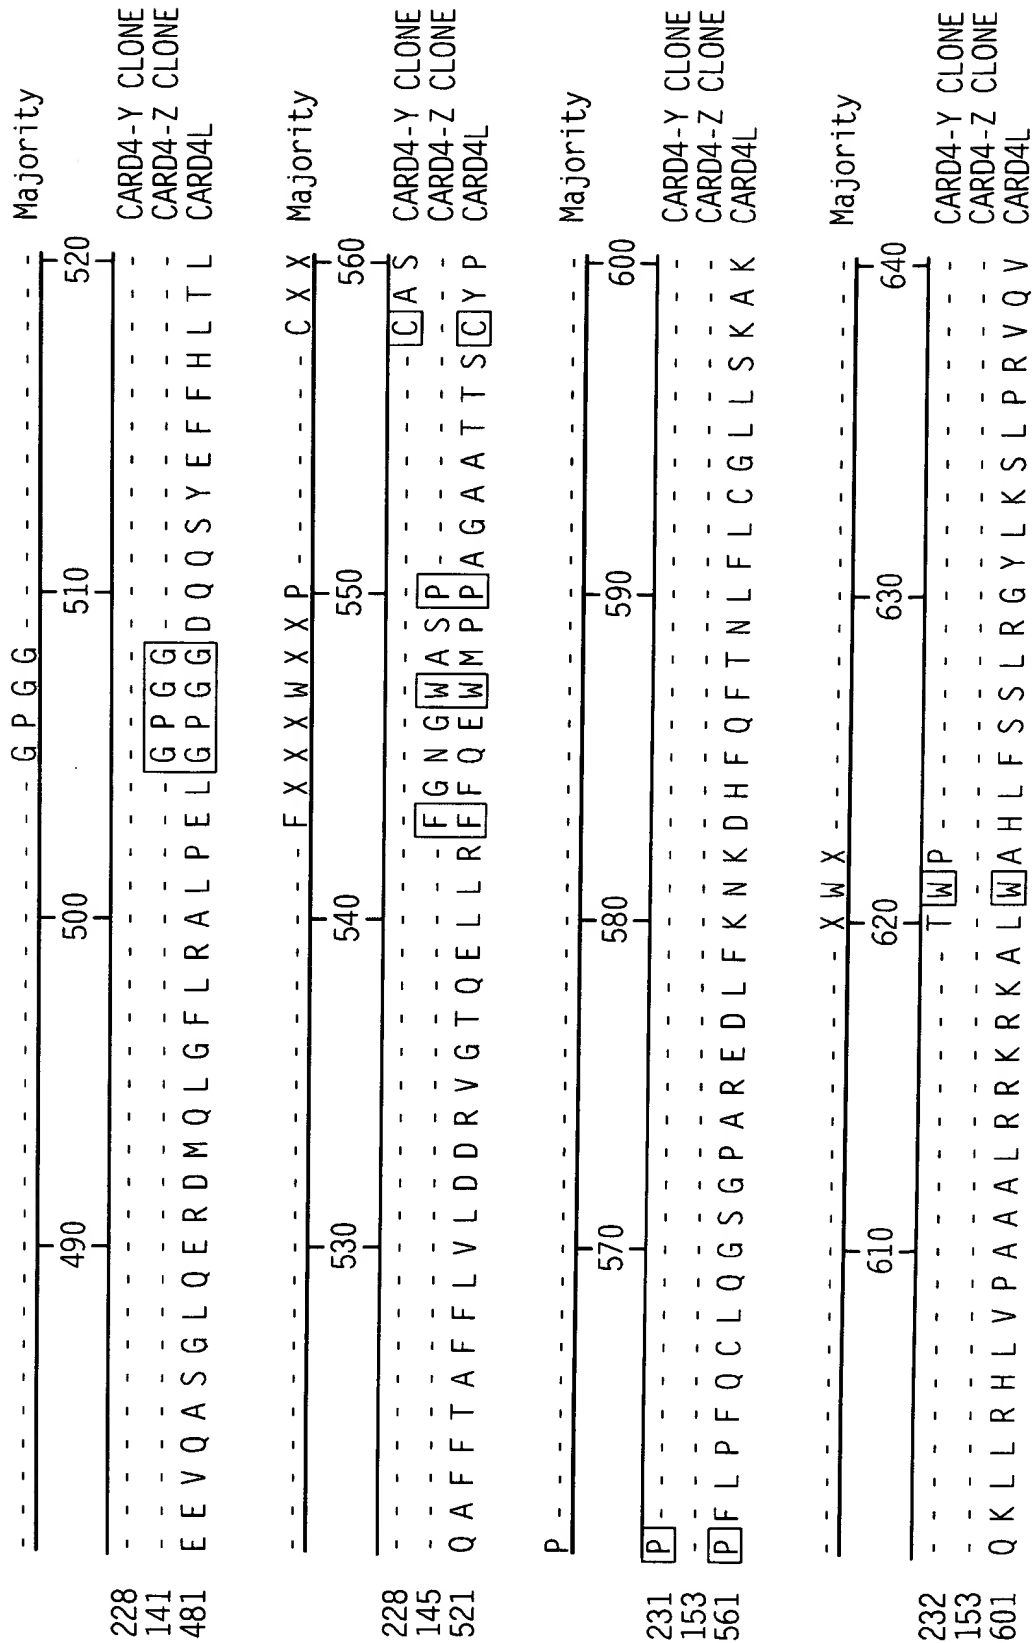 - - - - - - - - - - - - - - - - - - - - - - - - G P G G - - - - - - - - - - - - Majority
490 500 510 520
228 - - - - - - - - - - - - - - - - - - - - - - - - - - - - - - - - - - - - - - - - CARD4-Y CLONE
141 - - - - - - - - - - - - - - - - - - - - - - - - G P G G - - - - - - - - - - - - CARD4-Z CLONE
481 E E V Q A S G L Q E R D M Q L G F L R A L P E L G P G G D Q Q S Y E F F H L T L CARD4L
- - - - - - - - - - - - - - - - - - - - - - F X X X W X X P - - - - - - - C X X Majority
530 540 550 560
228 - - - - - - - - - - - - - - - - - - - - - - - - - - - - - - - - - - - - - C A S CARD4-Y CLONE
145 - - - - - - - - - - - - - - - - - - - - - - F G N G W A S P - - - - - - - - - - CARD4-Z CLONE
521 Q A F F T A F F L V L D D R V G T Q E L L R F F Q E W M P P A G A A T T S C Y P CARD4L
P - - - - - - - - - - - - - - - - - - - - - - - - - - - - - - - - - - - - - - - Majority
570 580 590 600
231 P - - - - - - - - - - - - - - - - - - - - - - - - - - - - - - - - - - - - - - - CARD4-Y CLONE
153 - - - - - - - - - - - - - - - - - - - - - - - - - - - - - - - - - - - - - - - - CARD4-Z CLONE
561 P F L P F Q C L Q G S G P A R E D L F K N K D H F Q F T N L F L C G L L S K A K CARD4L
- - - - - - - - - - - - - - - - - - - X W X - - - - - - - - - - - - - - - - - - Majority
610 620 630 640
232 - - - - - - - - - - - - - - - - - - - T W P - - - - - - - - - - - - - - - - - - CARD4-Y CLONE
153 - - - - - - - - - - - - - - - - - - - - - - - - - - - - - - - - - - - - - - - - CARD4-Z CLONE
601 Q K L L R H L V P A A A L R R K R K A L W A H L F S S L R G Y L K S L P R V Q V CARD4L